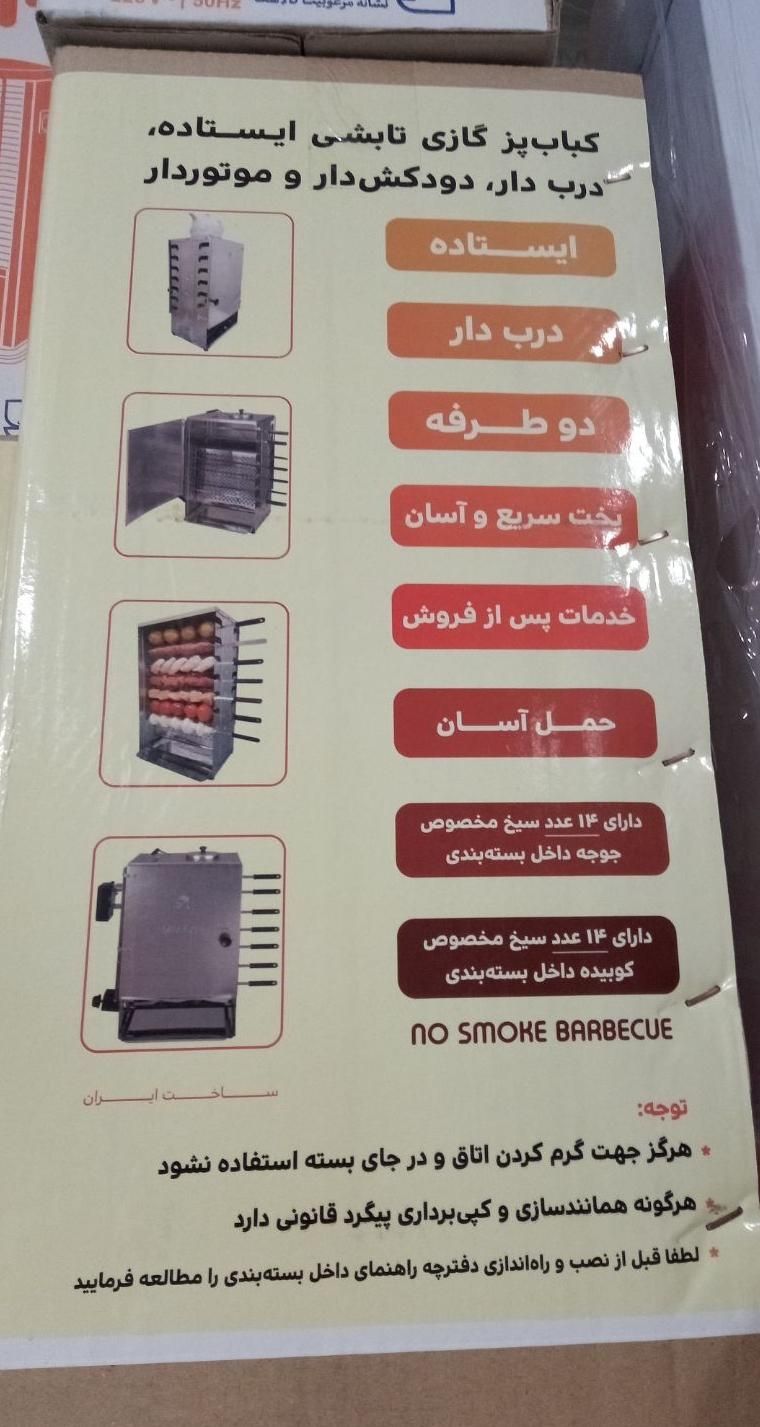 50Hz
کباب‌پز گازی تابشی ایستاده،
درب دار، دودکش‌دار و موتوردار
ایستاده
درب دار
دو طرفه
پخت سریع و آسان
خدمات پس از فروش
حمل آسان
دارای ۱۴ عدد سیخ مخصوص
جوجه داخل بسته‌بندی
دارای ۱۴ عدد سیخ مخصوص
کوبیده داخل بسته‌بندی
NO SMOKE BARBECUE
ساخت ایران
توجه:
* هرگز جهت گرم کردن اتاق و در جای بسته استفاده نشود
* هرگونه همانندسازی و کپی‌برداری پیگرد قانونی دارد
* لطفا قبل از نصب و راه‌اندازی دفترچه راهنمای داخل بسته‌بندی را مطالعه فرمایید